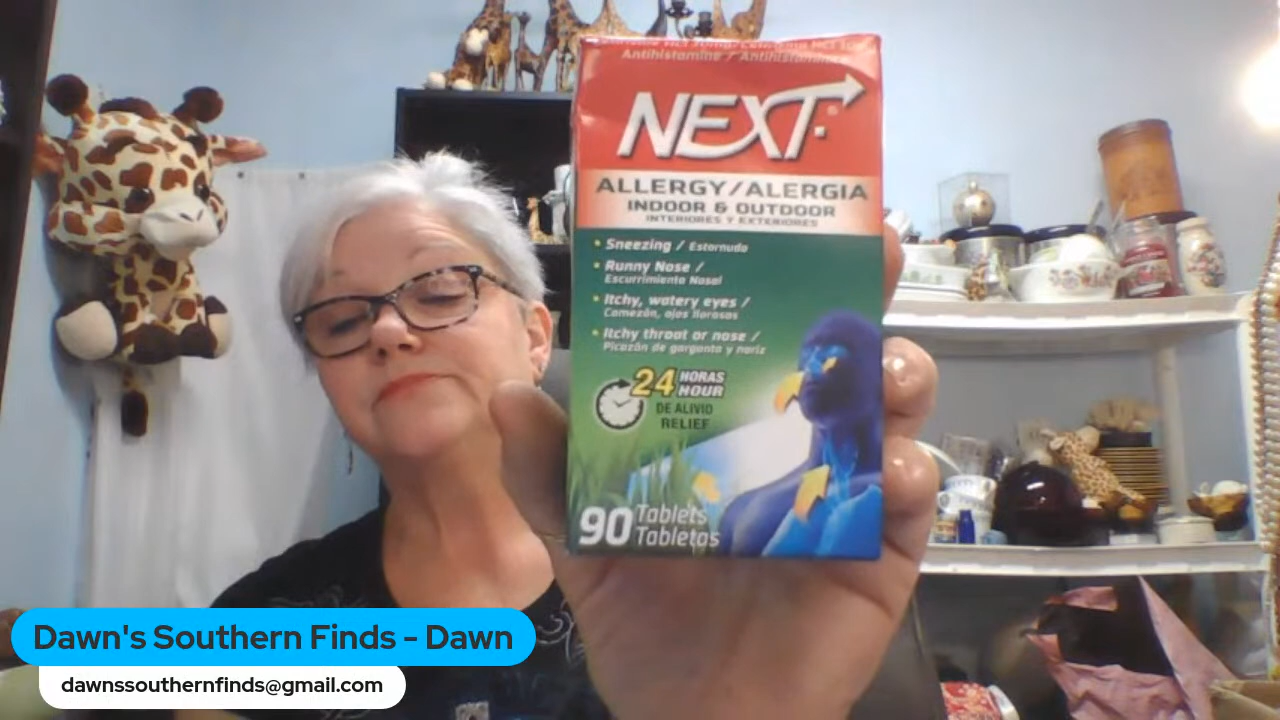 Antihistamine / Antihistamínico
NEXT:
ALLERGY/ALERGIA
INDOOR & OUTDOOR
INTERIORES Y EXTERIORES
• Sneezing / Estornudo
• Runny Nose /
Escurrimiento Nasal
• Itchy, watery eyes /
Comezón, ojos llorosos
• Itchy throat or nose /
Picazón de garganta y nariz
24 HORAS
HOUR
DE ALIVIO
RELIEF
90 Tablets
Tabletas
Dawn's Southern Finds - Dawn
dawnssouthernfinds@gmail.com